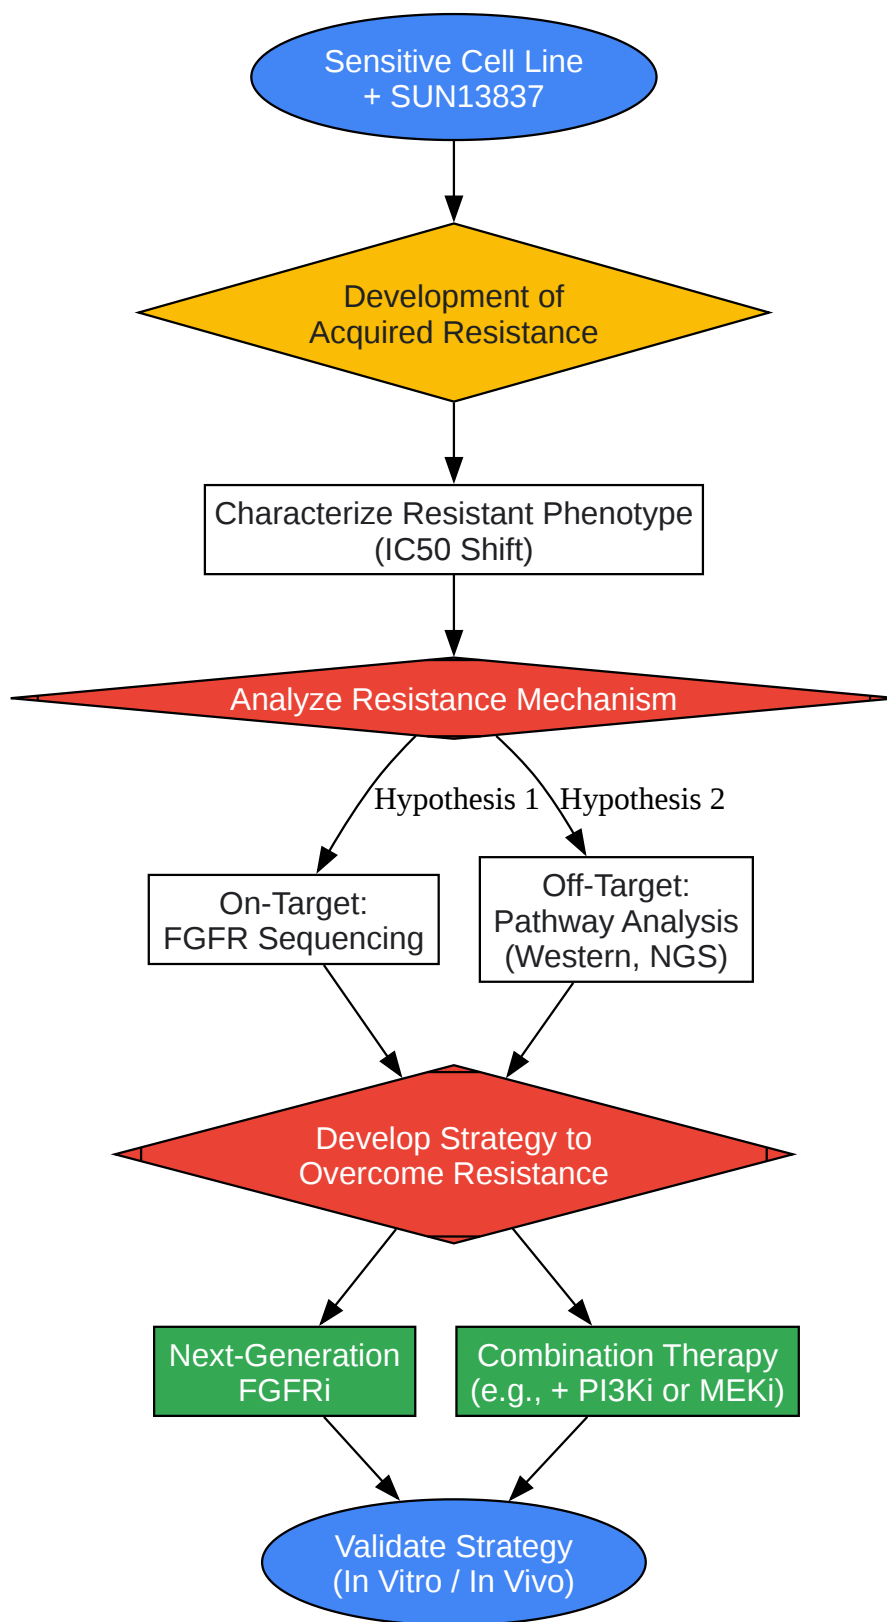 Sensitive Cell Line
+ SUN13837
Development of
Acquired Resistance
Characterize Resistant Phenotype
(IC50 Shift)
Analyze Resistance Mechanism
Hypothesis 1
Hypothesis 2
On-Target:
FGFR Sequencing
Off-Target:
Pathway Analysis
(Western, NGS)
Develop Strategy to
Overcome Resistance
Next-Generation
FGFRi
Combination Therapy
(e.g., + PI3Ki or MEKi)
Validate Strategy
(In Vitro / In Vivo)